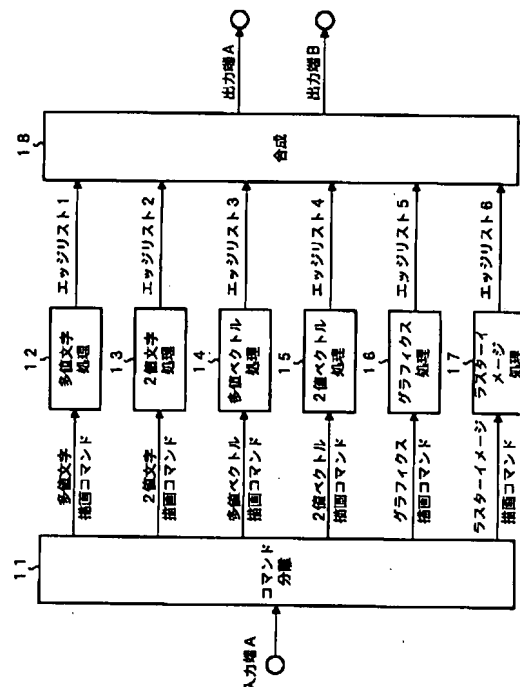 入力端A
11
コマンド
分離
多値文字
描画コマンド
12
多値文字
処理
エッジリスト1
2値文字
描画コマンド
13
2値文字
処理
エッジリスト2
多値ベクトル
描画コマンド
14
多値ベクトル
処理
エッジリスト3
2値ベクトル
描画コマンド
15
2値ベクトル
処理
エッジリスト4
グラフィクス
描画コマンド
16
グラフィクス
処理
エッジリスト5
ラスターイメージ
描画コマンド
17
ラスターイ
メージ
処理
エッジリスト6
18
合成
出力端A
出力端B